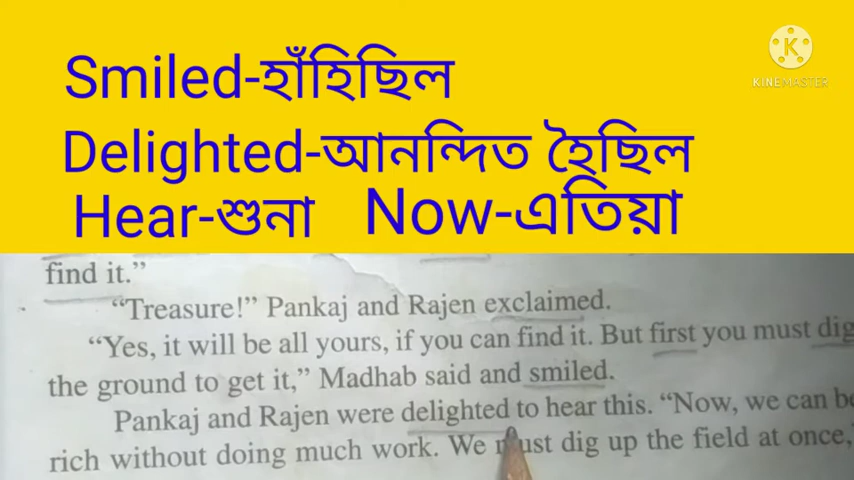 Smiled-হাঁহিছিল
KINEMASTER
Delighted-আনন্দিত হৈছিল
Hear-শুনা Now-এতিয়া
find it.”
“Treasure!” Pankaj and Rajen exclaimed.
“Yes, it will be all yours, if you can find it. But first you must dig
the ground to get it,” Madhab said and smiled.
Pankaj and Rajen were delighted to hear this. “Now, we can be
rich without doing much work. We must dig up the field at once,